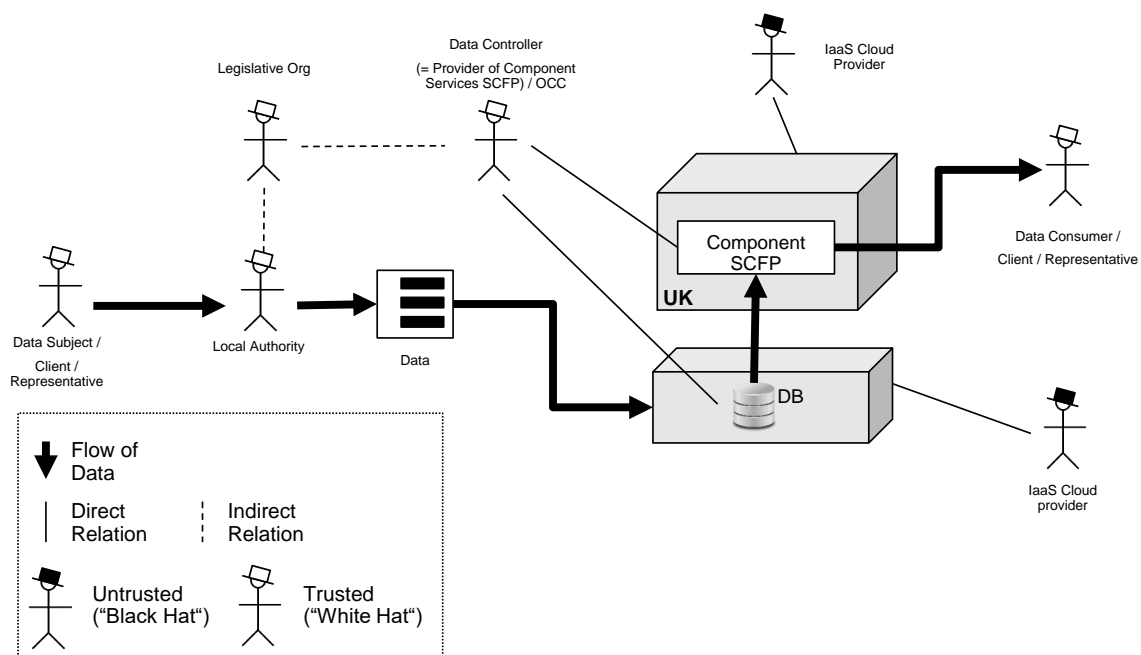 Legislative Org
Data Controller
(= Provider of Component
Services SCFP) / OCC
IaaS Cloud
Provider
Component
SCFP
UK
Data Consumer /
Client / Representative
Data Subject /
Client /
Representative
Local Authority
Data
DB
IaaS Cloud
provider
Flow of
Data
Direct
Relation
Indirect
Relation
Untrusted
(“Black Hat“)
Trusted
(“White Hat“)